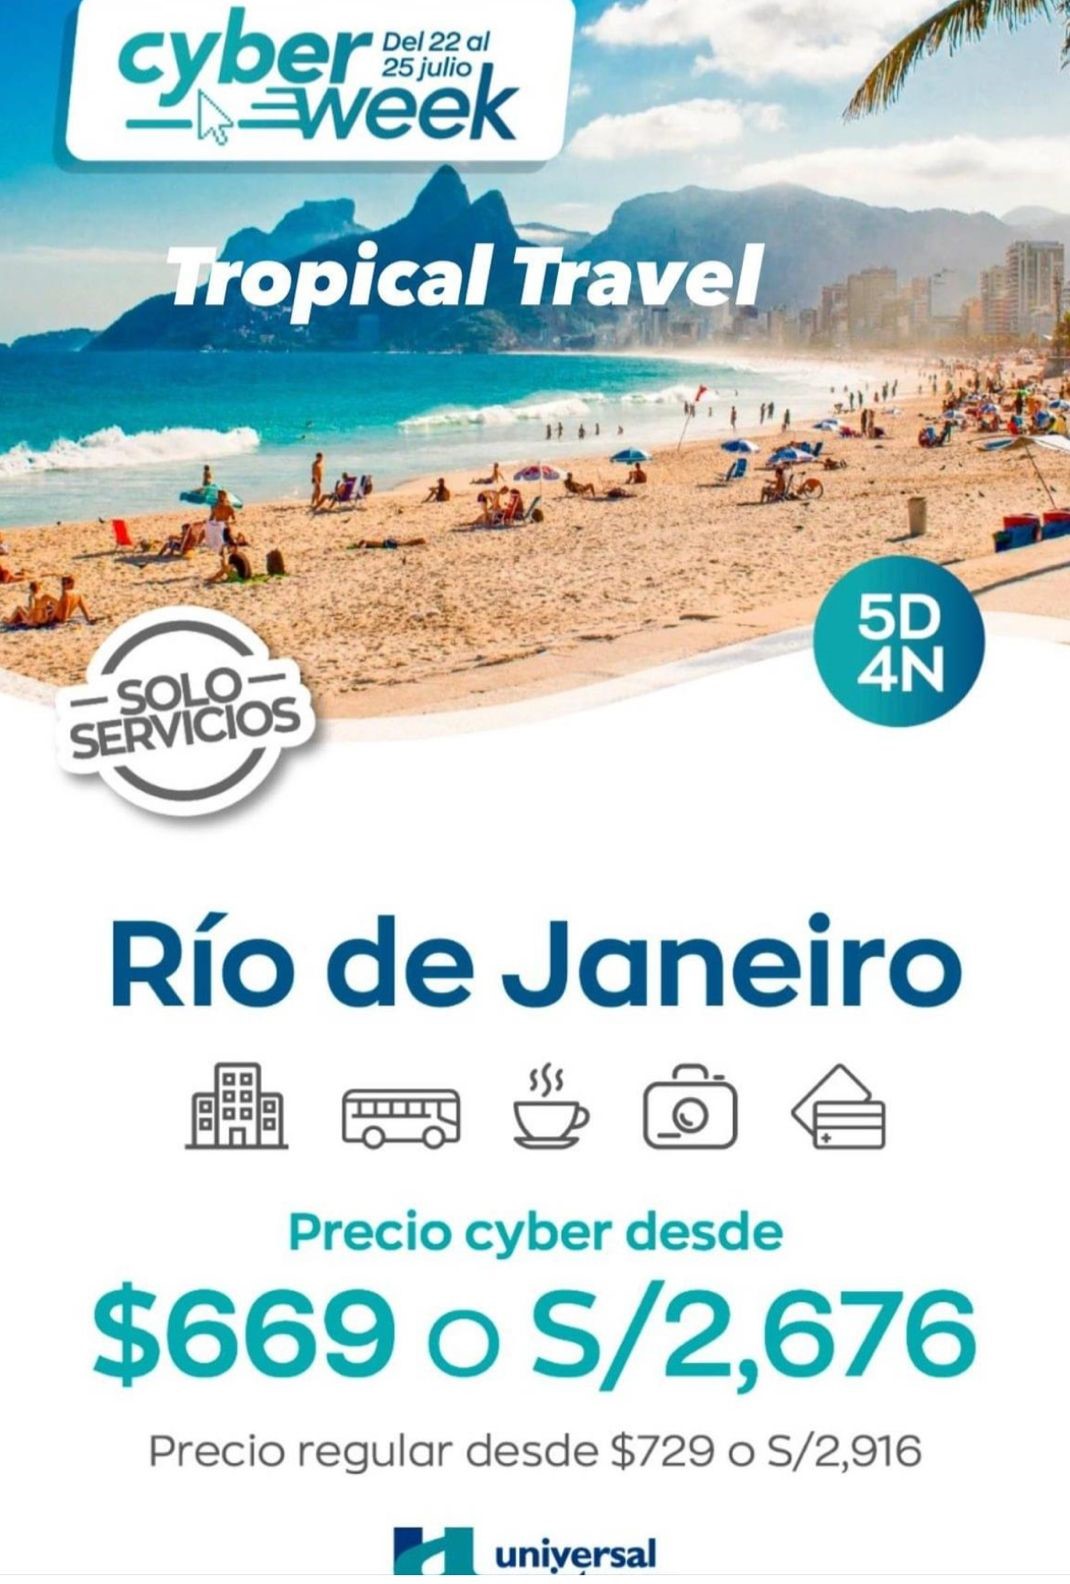 cyber Del 22 al
25 julio
week
Tropical Travel
5D
4N
SOLO
SERVICIOS
Río de Janeiro
Precio cyber desde
$669 o S/2,676
Precio regular desde $729 o S/2,916
universal